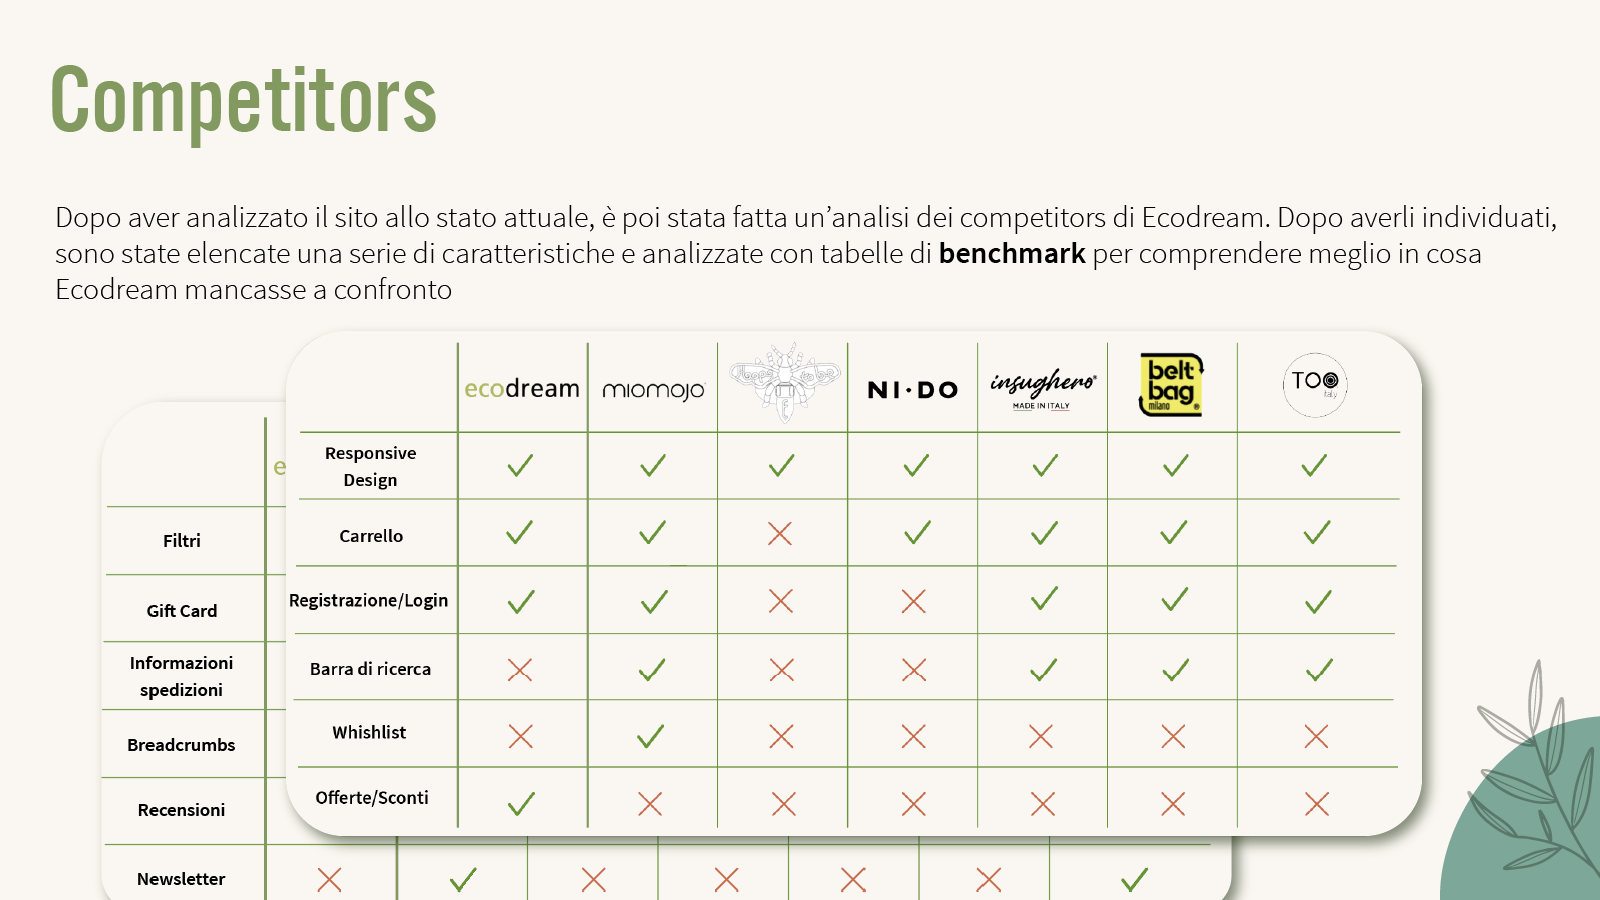 Competitors
Dopo aver analizzato il sito allo stato attuale, è poi stata fatta un’analisi dei competitors di Ecodream. Dopo averli individuati,
sono state elencate una serie di caratteristiche e analizzate con tabelle di benchmark per comprendere meglio in cosa
Ecodream mancasse a confronto
ecodream miomojo NI·DO insughero® belt bag milano ® TOO italy
MADE IN ITALY
Responsive
Design
Carrello
Registrazione/Login
Barra di ricerca
Whishlist
Offerte/Sconti
e
Filtri
Gift Card
Informazioni
spedizioni
Breadcrumbs
Recensioni
Newsletter